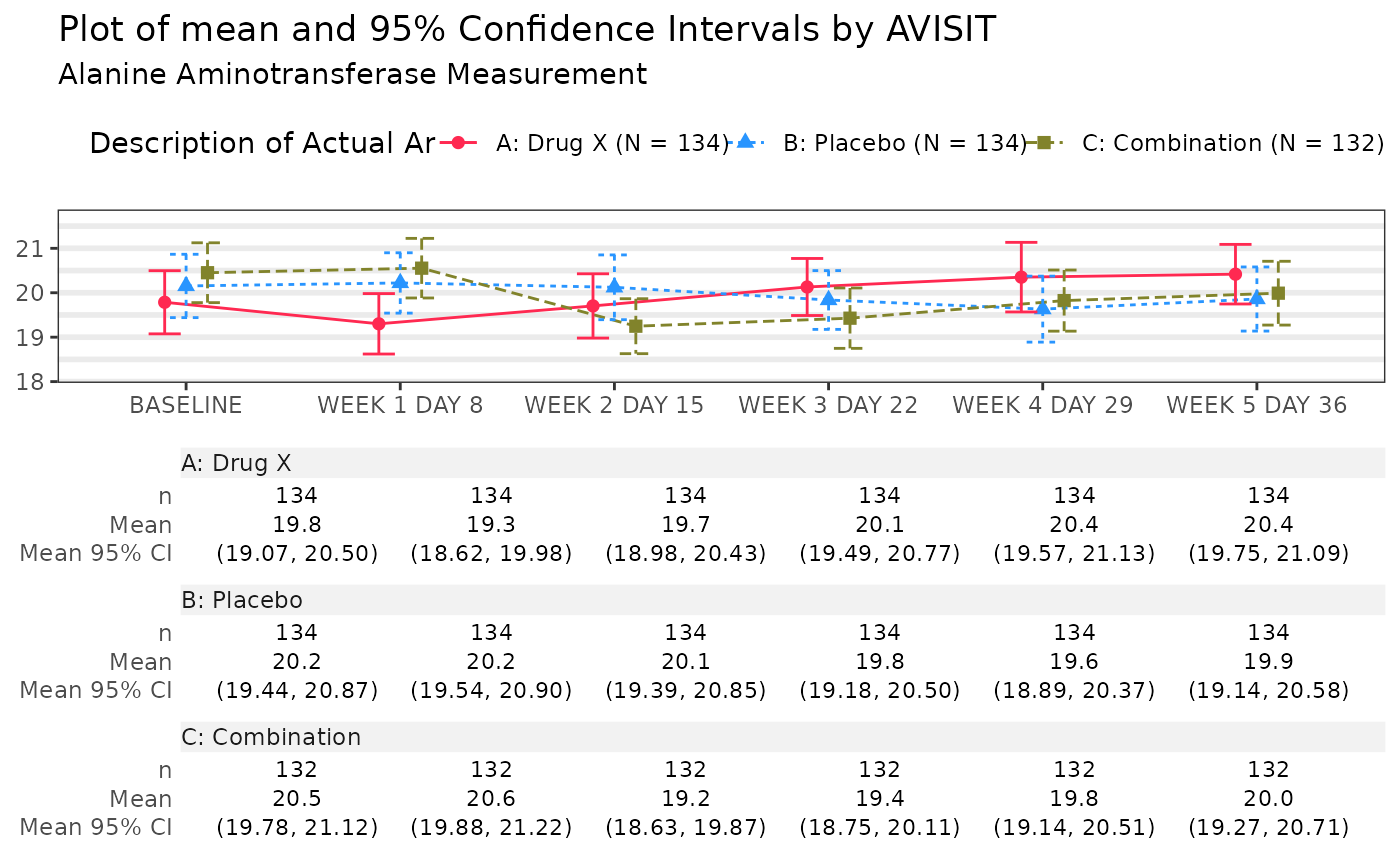 Plot of mean and 95% Confidence Intervals by AVISIT
Alanine Aminotransferase Measurement
Description of Actual Ar A: Drug X (N = 134) B: Placebo (N = 134) C: Combination (N = 132)
21
20
19
18
BASELINE WEEK 1 DAY 8 WEEK 2 DAY 15 WEEK 3 DAY 22 WEEK 4 DAY 29 WEEK 5 DAY 36
A: Drug X
n 134 134 134 134 134 134
Mean 19.8 19.3 19.7 20.1 20.4 20.4
Mean 95% CI (19.07, 20.50) (18.62, 19.98) (18.98, 20.43) (19.49, 20.77) (19.57, 21.13) (19.75, 21.09)
B: Placebo
n 134 134 134 134 134 134
Mean 20.2 20.2 20.1 19.8 19.6 19.9
Mean 95% CI (19.44, 20.87) (19.54, 20.90) (19.39, 20.85) (19.18, 20.50) (18.89, 20.37) (19.14, 20.58)
C: Combination
n 132 132 132 132 132 132
Mean 20.5 20.6 19.2 19.4 19.8 20.0
Mean 95% CI (19.78, 21.12) (19.88, 21.22) (18.63, 19.87) (18.75, 20.11) (19.14, 20.51) (19.27, 20.71)